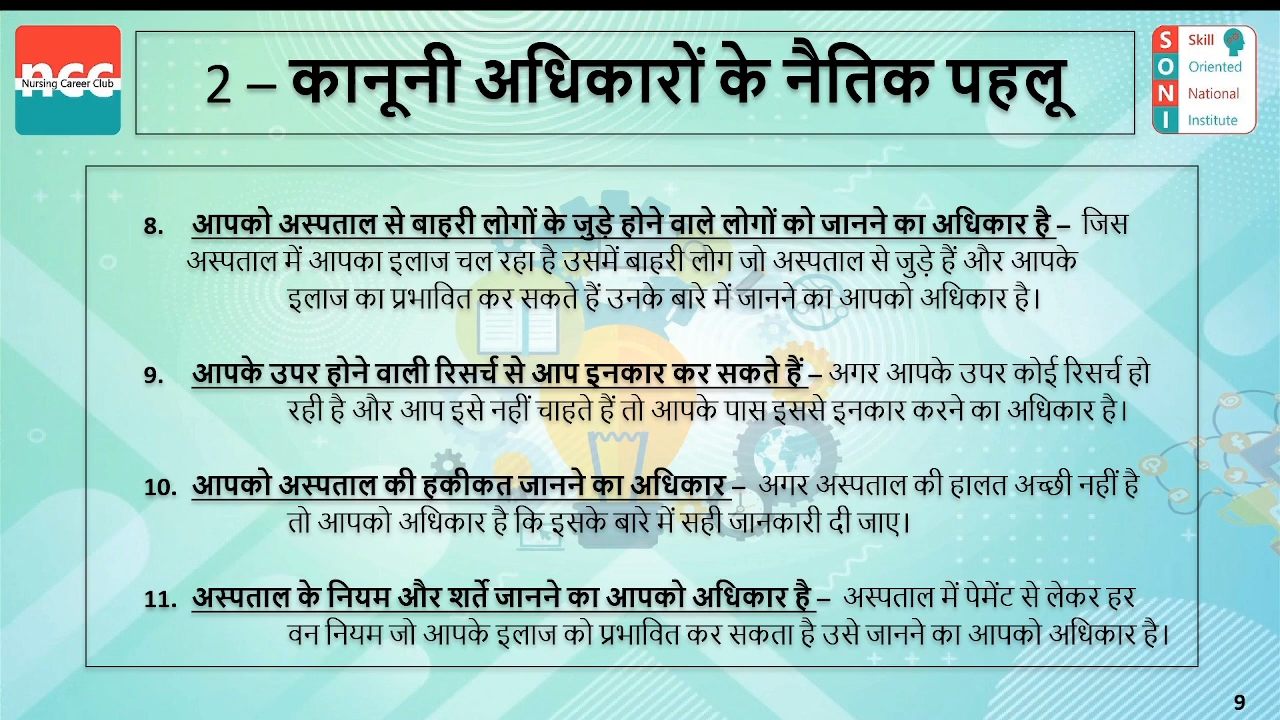 ncc
Nursing Career Club
2 – कानूनी अधिकारों के नैतिक पहलू
S Skill
O Oriented
N National
I Institute
8. आपको अस्पताल से बाहरी लोगों के जुड़े होने वाले लोगों को जानने का अधिकार है – जिस
अस्पताल में आपका इलाज चल रहा है उसमें बाहरी लोग जो अस्पताल से जुड़े हैं और आपके
इलाज का प्रभावित कर सकते हैं उनके बारे में जानने का आपको अधिकार है।
9. आपके उपर होने वाली रिसर्च से आप इनकार कर सकते हैं – अगर आपके उपर कोई रिसर्च हो
रही है और आप इसे नहीं चाहते हैं तो आपके पास इससे इनकार करने का अधिकार है।
10. आपको अस्पताल की हकीकत जानने का अधिकार – अगर अस्पताल की हालत अच्छी नहीं है
तो आपको अधिकार है कि इसके बारे में सही जानकारी दी जाए।
11. अस्पताल के नियम और शर्ते जानने का आपको अधिकार है – अस्पताल में पेमेंट से लेकर हर
वन नियम जो आपके इलाज को प्रभावित कर सकता है उसे जानने का आपको अधिकार है।
9